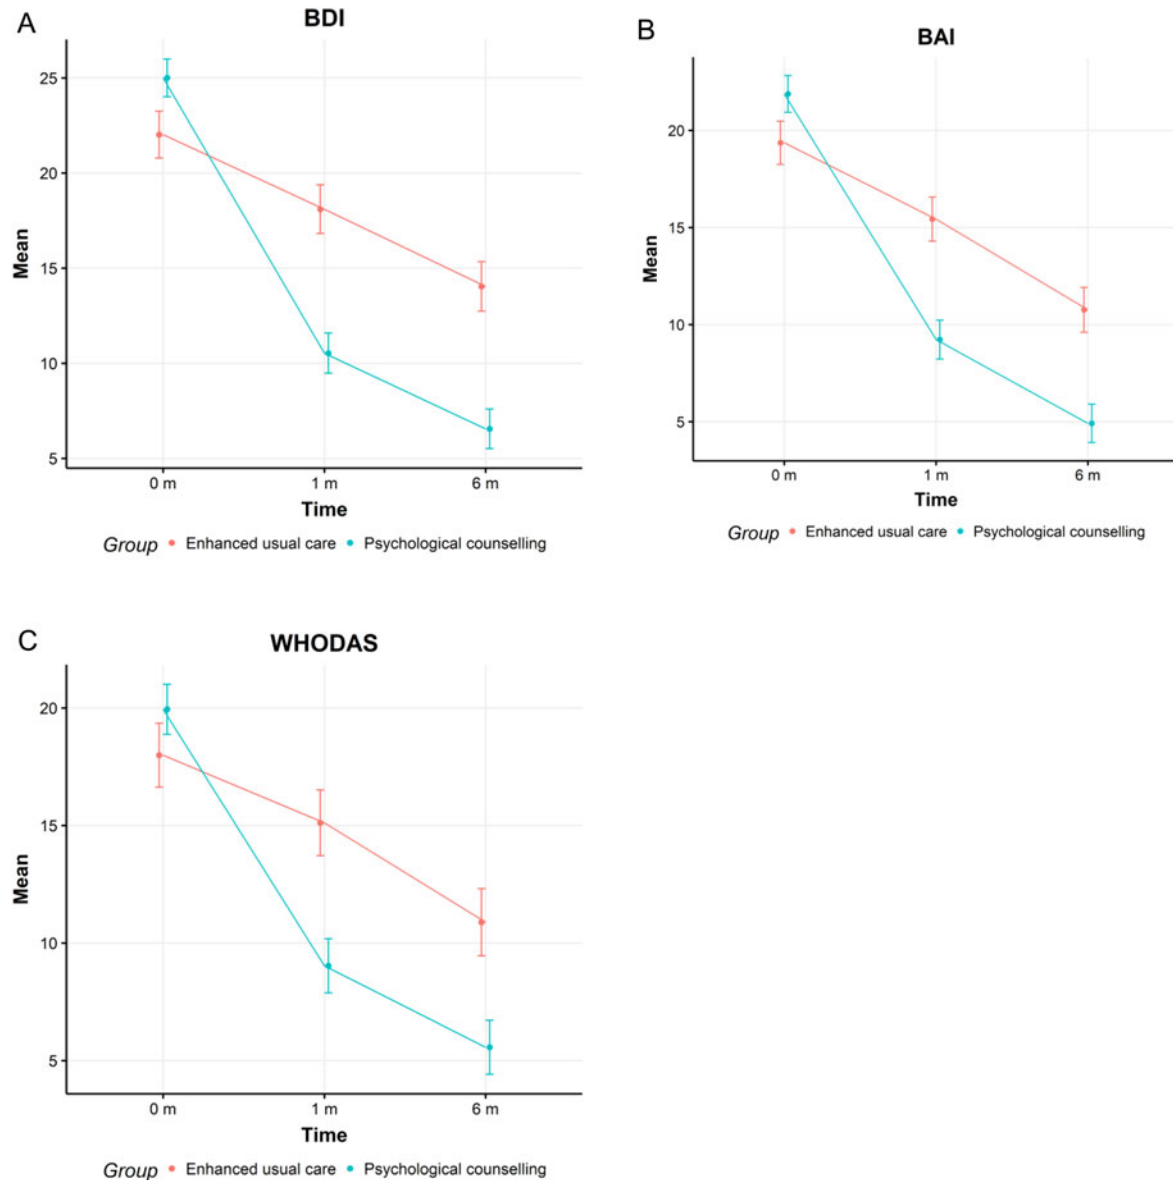 A
BDI
25
20
15
10
5
Mean
0 m 1 m 6 m
Time
Group Enhanced usual care Psychological counselling
B
BAI
20
15
10
5
Mean
0 m 1 m 6 m
Time
Group Enhanced usual care Psychological counselling
C
WHODAS
20
15
10
5
Mean
0 m 1 m 6 m
Time
Group Enhanced usual care Psychological counselling